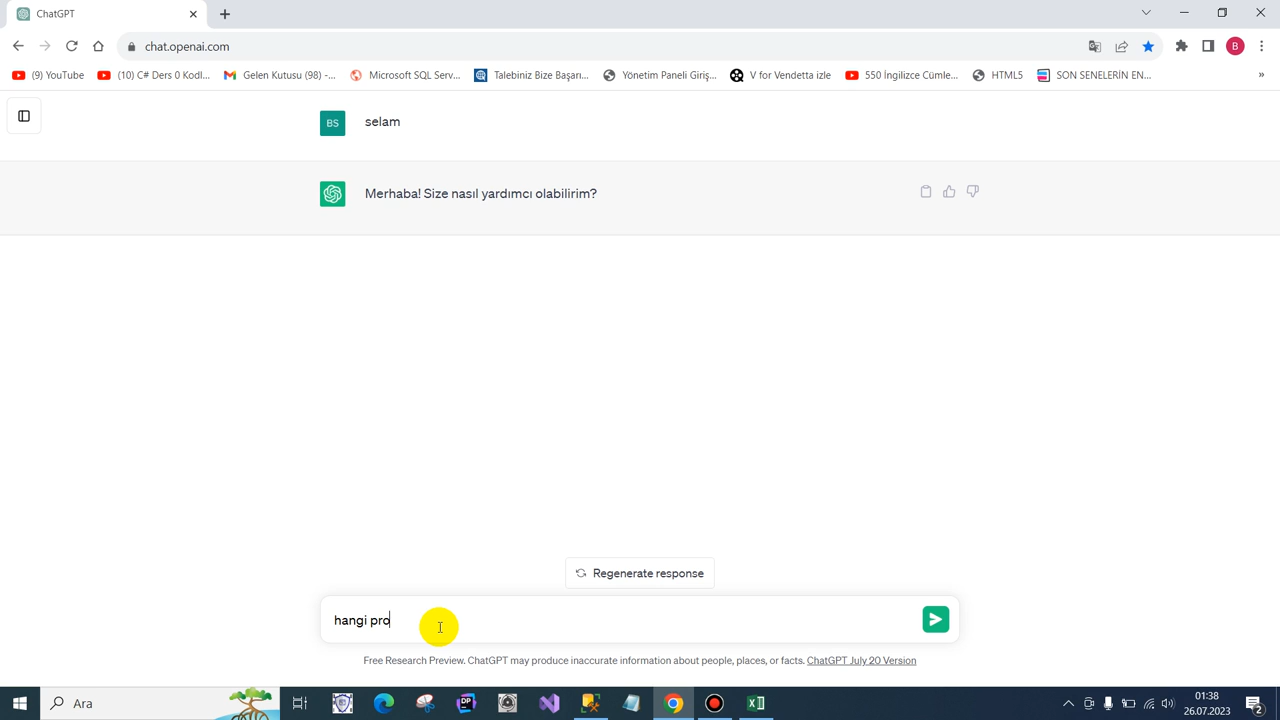 ChatGPT
chat.openai.com
B
(9) YouTube
(10) C# Ders 0 Kodl...
Gelen Kutusu (98) -...
Microsoft SQL Serv...
Talebiniz Bize Başarı...
Yönetim Paneli Giriş...
V for Vendetta izle
550 İngilizce Cümle...
HTML5
SON SENELERİN EN...
»
BS
selam
Merhaba! Size nasıl yardımcı olabilirim?
Regenerate response
hangi pro
Free Research Preview. ChatGPT may produce inaccurate information about people, places, or facts. ChatGPT July 20 Version
Ara
DP
01:38
26.07.2023
2